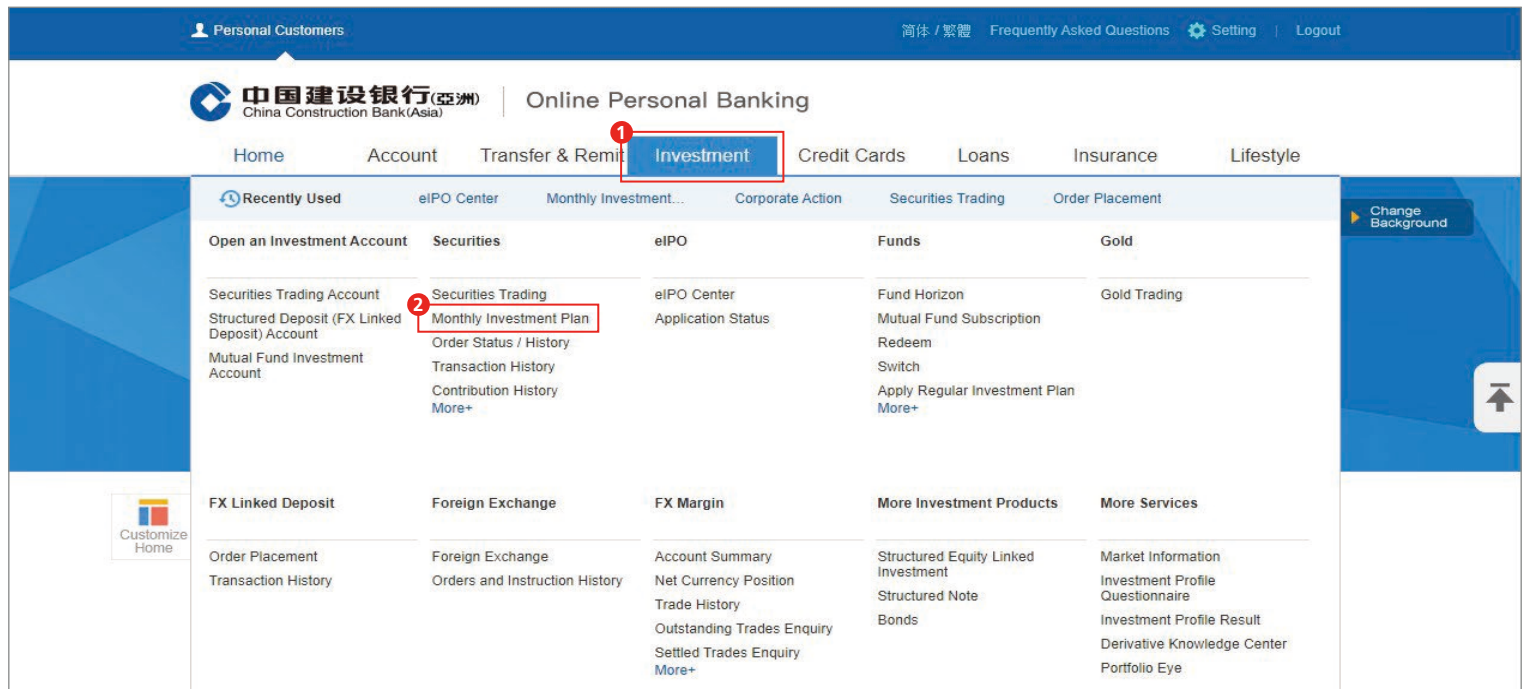 Personal Customers 简体 / 繁體 Frequently Asked Questions Setting | Logout
中国建设银行(亞洲) Online Personal Banking
China Construction Bank(Asia)
1
Home Account Transfer & Remit Investment Credit Cards Loans Insurance Lifestyle
Recently Used eIPO Center Monthly Investment... Corporate Action Securities Trading Order Placement
Change
Background
Open an Investment Account Securities eIPO Funds Gold
Securities Trading Account
Structured Deposit (FX Linked
Deposit) Account
Mutual Fund Investment
Account
2
Securities Trading
Monthly Investment Plan
Order Status / History
Transaction History
Contribution History
More+
eIPO Center
Application Status
Fund Horizon
Mutual Fund Subscription
Redeem
Switch
Apply Regular Investment Plan
More+
Gold Trading
Customize
Home
FX Linked Deposit Foreign Exchange FX Margin More Investment Products More Services
Order Placement
Transaction History
Foreign Exchange
Orders and Instruction History
Account Summary
Net Currency Position
Trade History
Outstanding Trades Enquiry
Settled Trades Enquiry
More+
Structured Equity Linked
Investment
Structured Note
Bonds
Market Information
Investment Profile
Questionnaire
Investment Profile Result
Derivative Knowledge Center
Portfolio Eye